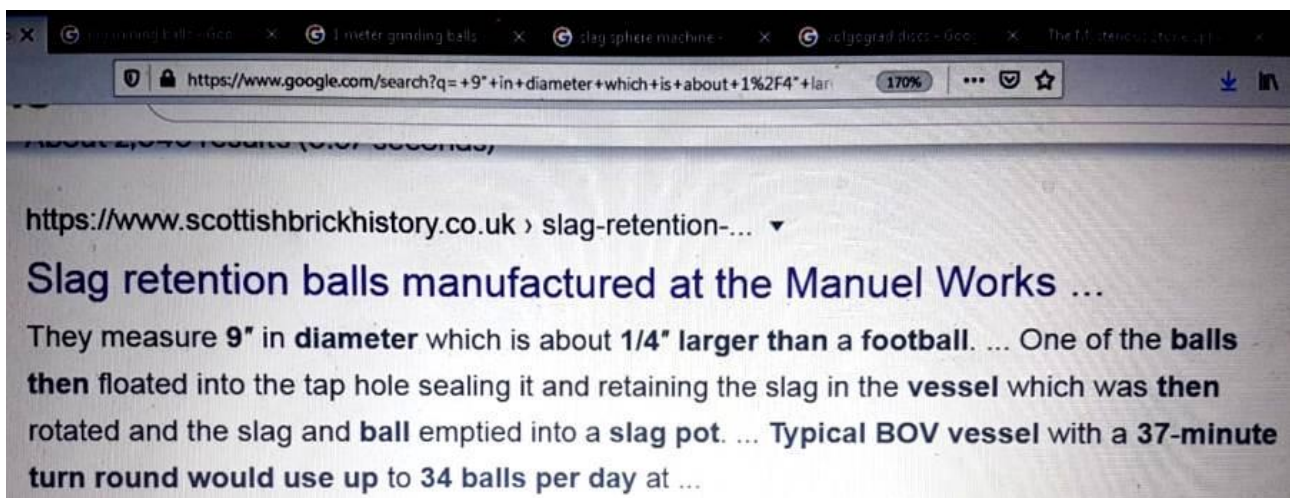 1 meter grinding balls
slag sphere machine -
https://www.google.com/search?q=+9"+in+diameter+which+is+about+1%2F4"+lar
170%
https://www.scottishbrickhistory.co.uk › slag-retention-...
Slag retention balls manufactured at the Manuel Works ...
They measure 9" in diameter which is about 1/4" larger than a football. ... One of the balls
then floated into the tap hole sealing it and retaining the slag in the vessel which was then
rotated and the slag and ball emptied into a slag pot. ... Typical BOV vessel with a 37-minute
turn round would use up to 34 balls per day at ...